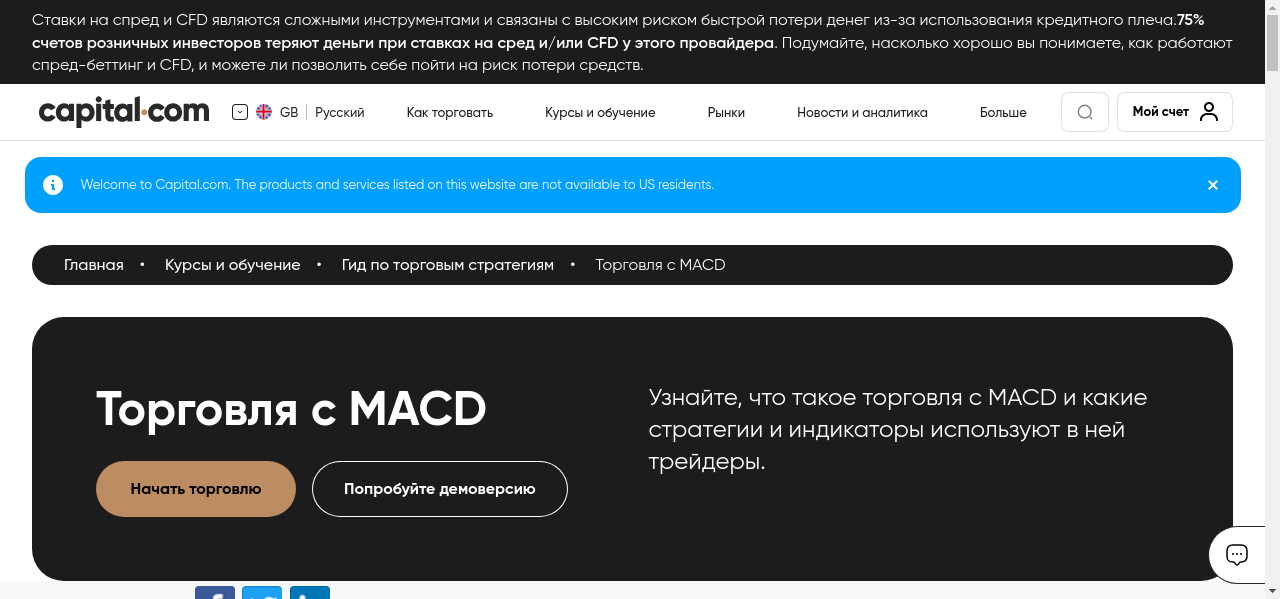 Ставки на спред и CFD являются сложными инструментами и связаны с высоким риском быстрой потери денег из-за использования кредитного плеча.75%
счетов розничных инвесторов теряют деньги при ставках на сред и/или CFD у этого провайдера. Подумайте, насколько хорошо вы понимаете, как работают
спред-беттинг и CFD, и можете ли позволить себе пойти на риск потери средств.
capital.com
GB
Русский
Как торговать
Курсы и обучение
Рынки
Новости и аналитика
Больше
Мой счет
Welcome to Capital.com. The products and services listed on this website are not available to US residents.
Главная • Курсы и обучение • Гид по торговым стратегиям • Торговля с MACD
Торговля с MACD
Начать торговлю
Попробуйте демоверсию
Узнайте, что такое торговля с MACD и какие
стратегии и индикаторы используют в ней
трейдеры.